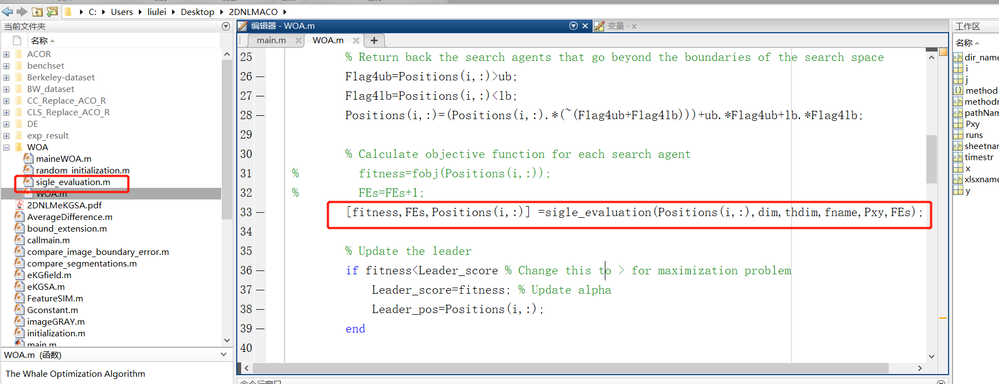 C: ▸ Users ▸ liulei ▸ Desktop ▸ 2DNLMACO ▸
当前文件夹
名称
ACOR
benchset
Berkeley-dataset
BW_dataset
CC_Replace_ACO_R
CLS_Replace_ACO_R
DE
exp_result
WOA
maineWOA.m
random_initialization.m
sigle_evaluation.m
WOA.m
2DNLMeKGSA.pdf
AverageDifference.m
bound_extension.m
callmain.m
compare_image_boundary_error.m
compare_segmentations.m
eKGfield.m
eKGSA.m
FeatureSIM.m
Gconstant.m
imageGRAY.m
initialization.m
main.m
WOA.m (函数)
The Whale Optimization Algorithm
编辑器 - WOA.m
变量 - x
main.m
WOA.m
25 % Return back the search agents that go beyond the boundaries of the search space
26 Flag4ub=Positions(i,:)>ub;
27 Flag4lb=Positions(i,:)<lb;
28 Positions(i,:)=(Positions(i,:).*(~(Flag4ub+Flag4lb)))+ub.*Flag4ub+lb.*Flag4lb;
29
30 % Calculate objective function for each search agent
31 % fitness=fobj(Positions(i,:));
32 % FEs=FEs+1;
33 [fitness,FEs,Positions(i,:)] =sigle_evaluation(Positions(i,:),dim,thdim,fname,Pxy,FEs);
34
35 % Update the leader
36 if fitness<Leader_score % Change this to > for maximization problem
37 Leader_score=fitness; % Update alpha
38 Leader_pos=Positions(i,:);
39 end
40
命令行窗口
工作区
名称
dir_name
i
j
method
methodn
pathNam
Pxy
runs
sheetnam
timestr
x
xlsxname
y